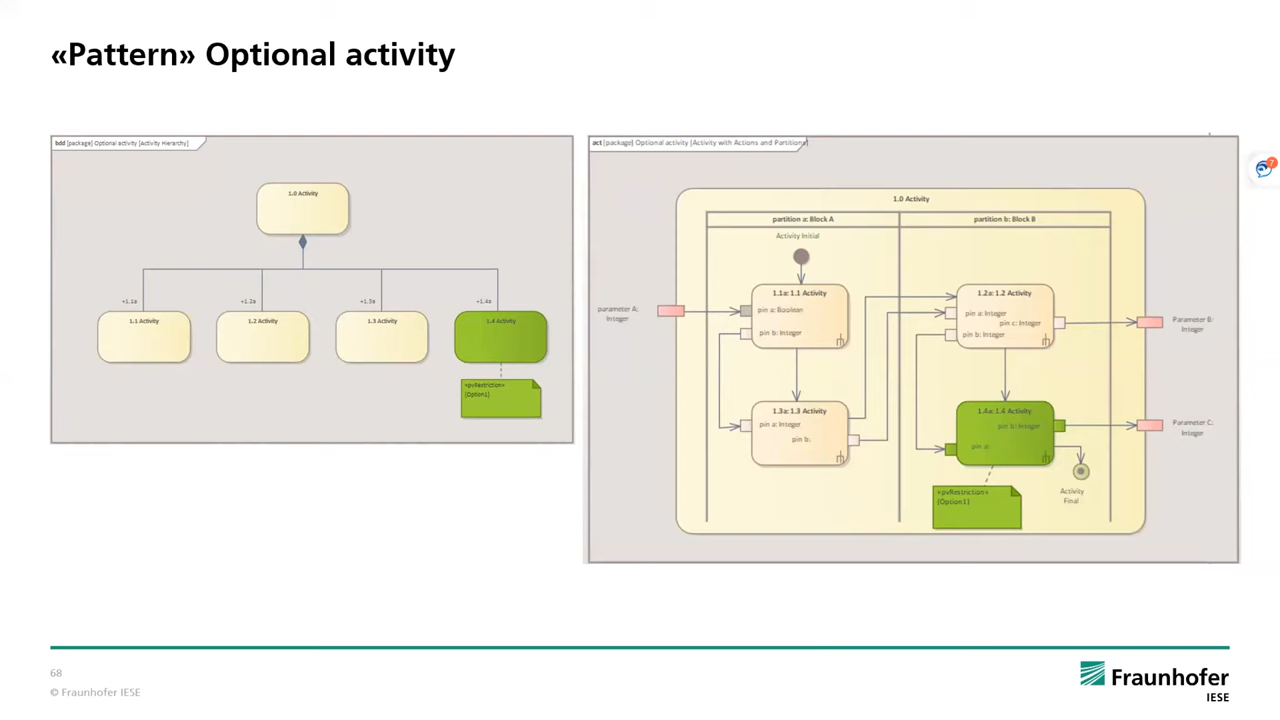 «Pattern» Optional activity
bdd [package] Optional activity [Activity Hierarchy]
1.0 Activity
+1.1a
+1.2a
+1.3a
+1.4a
1.1 Activity
1.2 Activity
1.3 Activity
1.4 Activity
«pvRestriction»
{Option1}
act [package] Optional activity [Activity with Actions and Partitions]
1.0 Activity
partition a: Block A
partition b: Block B
Activity Initial
parameter A:
Integer
1.1a: 1.1 Activity
pin a: Boolean
pin b: Integer
1.2a: 1.2 Activity
pin a: Integer
pin c: Integer
pin b: Integer
Parameter B:
Integer
1.3a: 1.3 Activity
pin a: Integer
pin b:
1.4a: 1.4 Activity
pin b: Integer
pin a:
Parameter C:
Integer
«pvRestriction»
{Option1}
Activity
Final
7
68
© Fraunhofer IESE
Fraunhofer
IESE